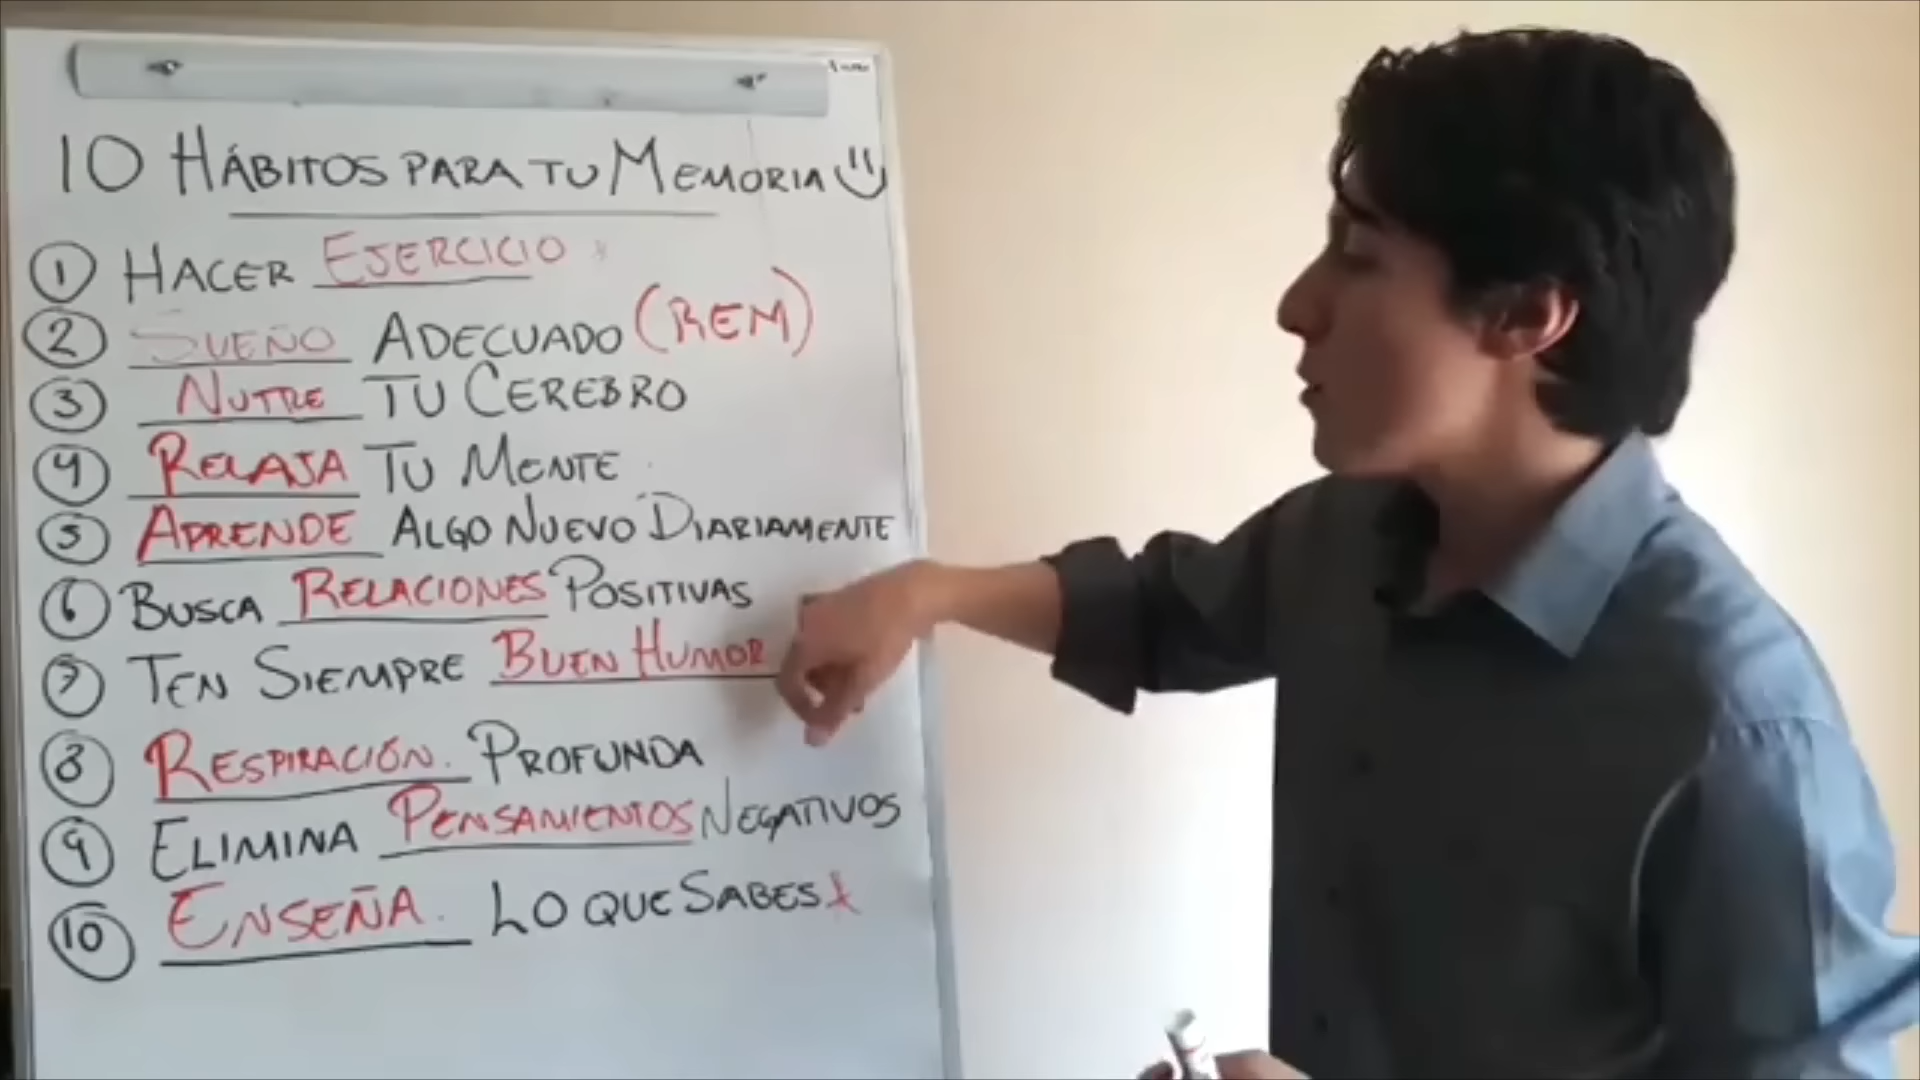 10 HÁBITOS PARA TU MEMORIA
1 HACER EJERCICIO
2 SUEÑO ADECUADO (REM)
3 NUTRE TU CEREBRO
4 RELAJA TU MENTE
5 APRENDE ALGO NUEVO DIARIAMENTE
6 BUSCA RELACIONES POSITIVAS
7 TEN SIEMPRE BUEN HUMOR
8 RESPIRACIÓN. PROFUNDA
9 ELIMINA PENSAMIENTOS NEGATIVOS
10 ENSEÑA. LO QUE SABES